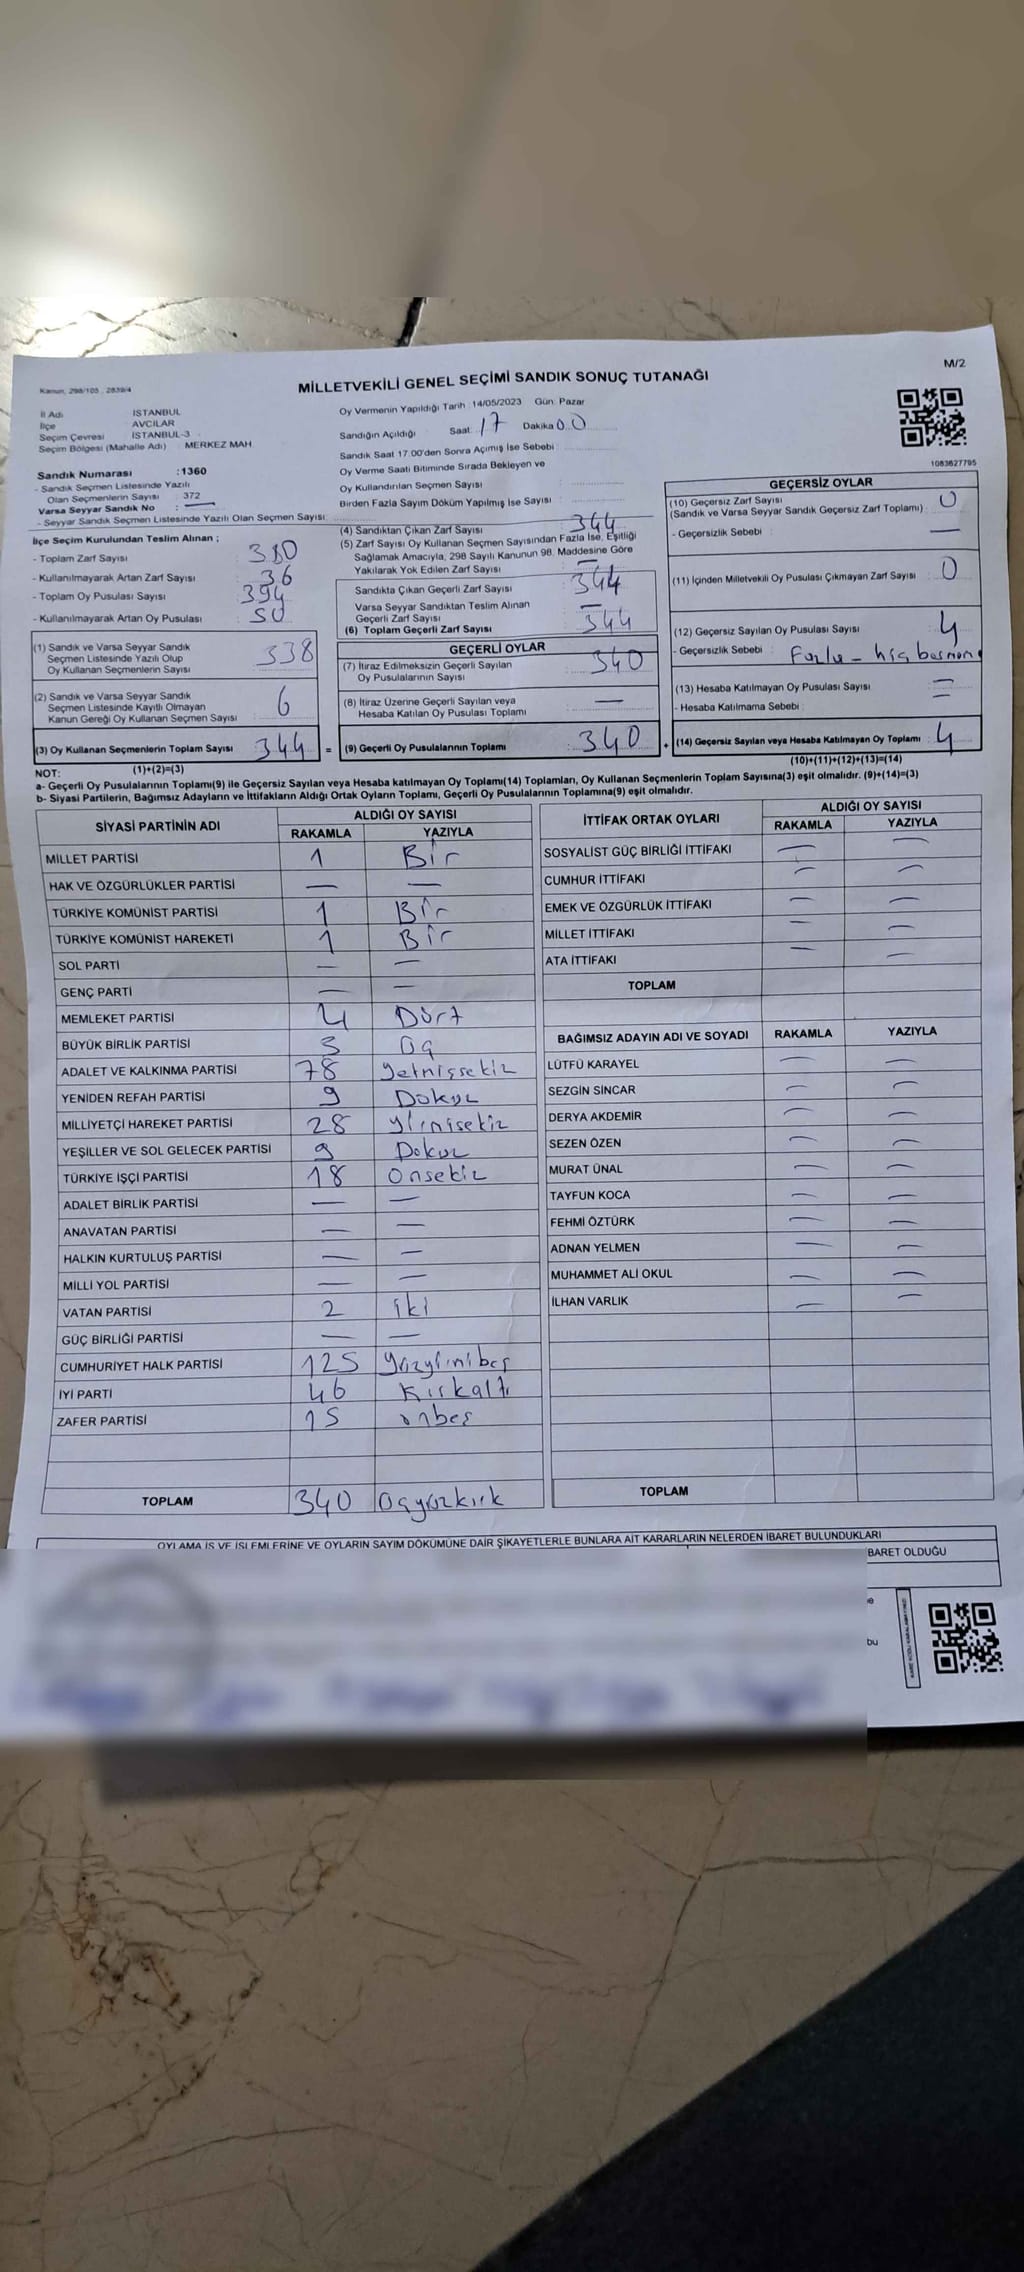 M/2
Kanun, 298/105 , 2839/4
MİLLETVEKİLİ GENEL SEÇİMİ SANDIK SONUÇ TUTANAĞI
İl Adı : İSTANBUL
İlçe : AVCILAR
Seçim Çevresi : İSTANBUL-3
Seçim Bölgesi (Mahalle Adı) : MERKEZ MAH
Sandık Numarası :1360
- Sandık Seçmen Listesinde Yazılı
Olan Seçmenlerin Sayısı : 372
Varsa Seyyar Sandık No : —
- Seyyar Sandık Seçmen Listesinde Yazılı Olan Seçmen Sayısı:
Oy Vermenin Yapıldığı Tarih :14/05/2023 Gün: Pazar
Sandığın Açıldığı Saat: 17 Dakika 00
Sandık Saat 17.00'den Sonra Açmış İse Sebebi :
Oy Verme Saati Bitiminde Sırada Bekleyen ve
Oy Kullandırılan Seçmen Sayısı :
Birden Fazla Sayım Döküm Yapılmış İse Sayısı :
1083627795
İlçe Seçim Kurulundan Teslim Alınan ;
- Toplam Zarf Sayısı : 380
- Kullanılmayarak Artan Zarf Sayısı : 36
- Toplam Oy Pusulası Sayısı : 394
- Kullanılmayarak Artan Oy Pusulası : 50
(1) Sandık ve Varsa Seyyar Sandık
Seçmen Listesinde Yazılı Olup
Oy Kullanan Seçmenlerin Sayısı : 338
(2) Sandık ve Varsa Seyyar Sandık
Seçmen Listesinde Kayıtlı Olmayan
Kanun Gereği Oy Kullanan Seçmen Sayısı : 6
(3) Oy Kullanan Seçmenlerin Toplam Sayısı : 344 =
(1)+(2)=(3)
(4) Sandıktan Çıkan Zarf Sayısı : 344
(5) Zarf Sayısı Oy Kullanan Seçmen Sayısından Fazla İse, Eşitliği
Sağlamak Amacıyla, 298 Sayılı Kanunun 98. Maddesine Göre
Yakılarak Yok Edilen Zarf Sayısı : —
Sandıkta Çıkan Geçerli Zarf Sayısı : 344
Varsa Seyyar Sandıktan Teslim Alınan
Geçerli Zarf Sayısı : —
(6) Toplam Geçerli Zarf Sayısı : 344
GEÇERLİ OYLAR
(7) İtiraz Edilmeksizin Geçerli Sayılan
Oy Pusulalarının Sayısı : 340
(8) İtiraz Üzerine Geçerli Sayılan veya
Hesaba Katılan Oy Pusulası Toplamı : —
(9) Geçerli Oy Pusulalarının Toplamı : 340 +
GEÇERSİZ OYLAR
(10) Geçersiz Zarf Sayısı
(Sandık ve Varsa Seyyar Sandık Geçersiz Zarf Toplamı) : 0
- Geçersizlik Sebebi : —
(11) İçinden Milletvekili Oy Pusulası Çıkmayan Zarf Sayısı : 0
(12) Geçersiz Sayılan Oy Pusulası Sayısı : 4
- Geçersizlik Sebebi : Fazla - hiç
(13) Hesaba Katılmayan Oy Pusulası Sayısı : —
- Hesaba Katılmama Sebebi : —
(14) Geçersiz Sayılan veya Hesaba Katılmayan Oy Toplamı : 4
(10)+(11)+(12)+(13)=(14)
NOT:
a- Geçerli Oy Pusulalarının Toplamı(9) ile Geçersiz Sayılan veya Hesaba katılmayan Oy Toplamı(14) Toplamları, Oy Kullanan Seçmenlerin Toplam Sayısına(3) eşit olmalıdır. (9)+(14)=(3)
b- Siyasi Partilerin, Bağımsız Adayların ve İttifakların Aldığı Ortak Oyların Toplamı, Geçerli Oy Pusulalarının Toplamına(9) eşit olmalıdır.
SİYASİ PARTİNİN ADI ALDIĞI OY SAYISI
RAKAMLA YAZIYLA
MİLLET PARTİSİ 1 Bir
HAK VE ÖZGÜRLÜKLER PARTİSİ — —
TÜRKİYE KOMÜNİST PARTİSİ 1 Bir
TÜRKİYE KOMÜNİST HAREKETİ 1 Bir
SOL PARTİ — —
GENÇ PARTİ — —
MEMLEKET PARTİSİ 4 Dört
BÜYÜK BİRLİK PARTİSİ 3 Üç
ADALET VE KALKINMA PARTİSİ 78 Yetmişsekiz
YENİDEN REFAH PARTİSİ 9 Dokuz
MİLLİYETÇİ HAREKET PARTİSİ 28 Yirmisekiz
YEŞİLLER VE SOL GELECEK PARTİSİ 9 Dokuz
TÜRKİYE İŞÇİ PARTİSİ 18 Onsekiz
ADALET BİRLİK PARTİSİ — —
ANAVATAN PARTİSİ — —
HALKIN KURTULUŞ PARTİSİ — —
MİLLİ YOL PARTİSİ — —
VATAN PARTİSİ 2 iki
GÜÇ BİRLİĞİ PARTİSİ — —
CUMHURİYET HALK PARTİSİ 125 Yüzyirmibeş
İYİ PARTİ 46 Kırkaltı
ZAFER PARTİSİ 15 onbeş
TOPLAM 340 Üçyüzkırk
İTTİFAK ORTAK OYLARI ALDIĞI OY SAYISI
RAKAMLA YAZIYLA
SOSYALİST GÜÇ BİRLİĞİ İTTİFAKI — —
CUMHUR İTTİFAKI — —
EMEK VE ÖZGÜRLÜK İTTİFAKI — —
MİLLET İTTİFAKI — —
ATA İTTİFAKI — —
TOPLAM
BAĞIMSIZ ADAYIN ADI VE SOYADI RAKAMLA YAZIYLA
LÜTFÜ KARAYEL — —
SEZGİN SİNCAR — —
DERYA AKDEMİR — —
SEZEN ÖZEN — —
MURAT ÜNAL — —
TAYFUN KOCA — —
FEHMİ ÖZTÜRK — —
ADNAN YELMEN — —
MUHAMMET ALİ OKUL — —
İLHAN VARLIK — —
TOPLAM
OYLAMA İŞ VE İŞLEMLERİNE VE OYLARIN SAYIM DÖKÜMÜNE DAİR ŞİKAYETLERLE BUNLARA AİT KARARLARIN NELERDEN İBARET BULUNDUKLARI
BARET OLDUĞU
bu